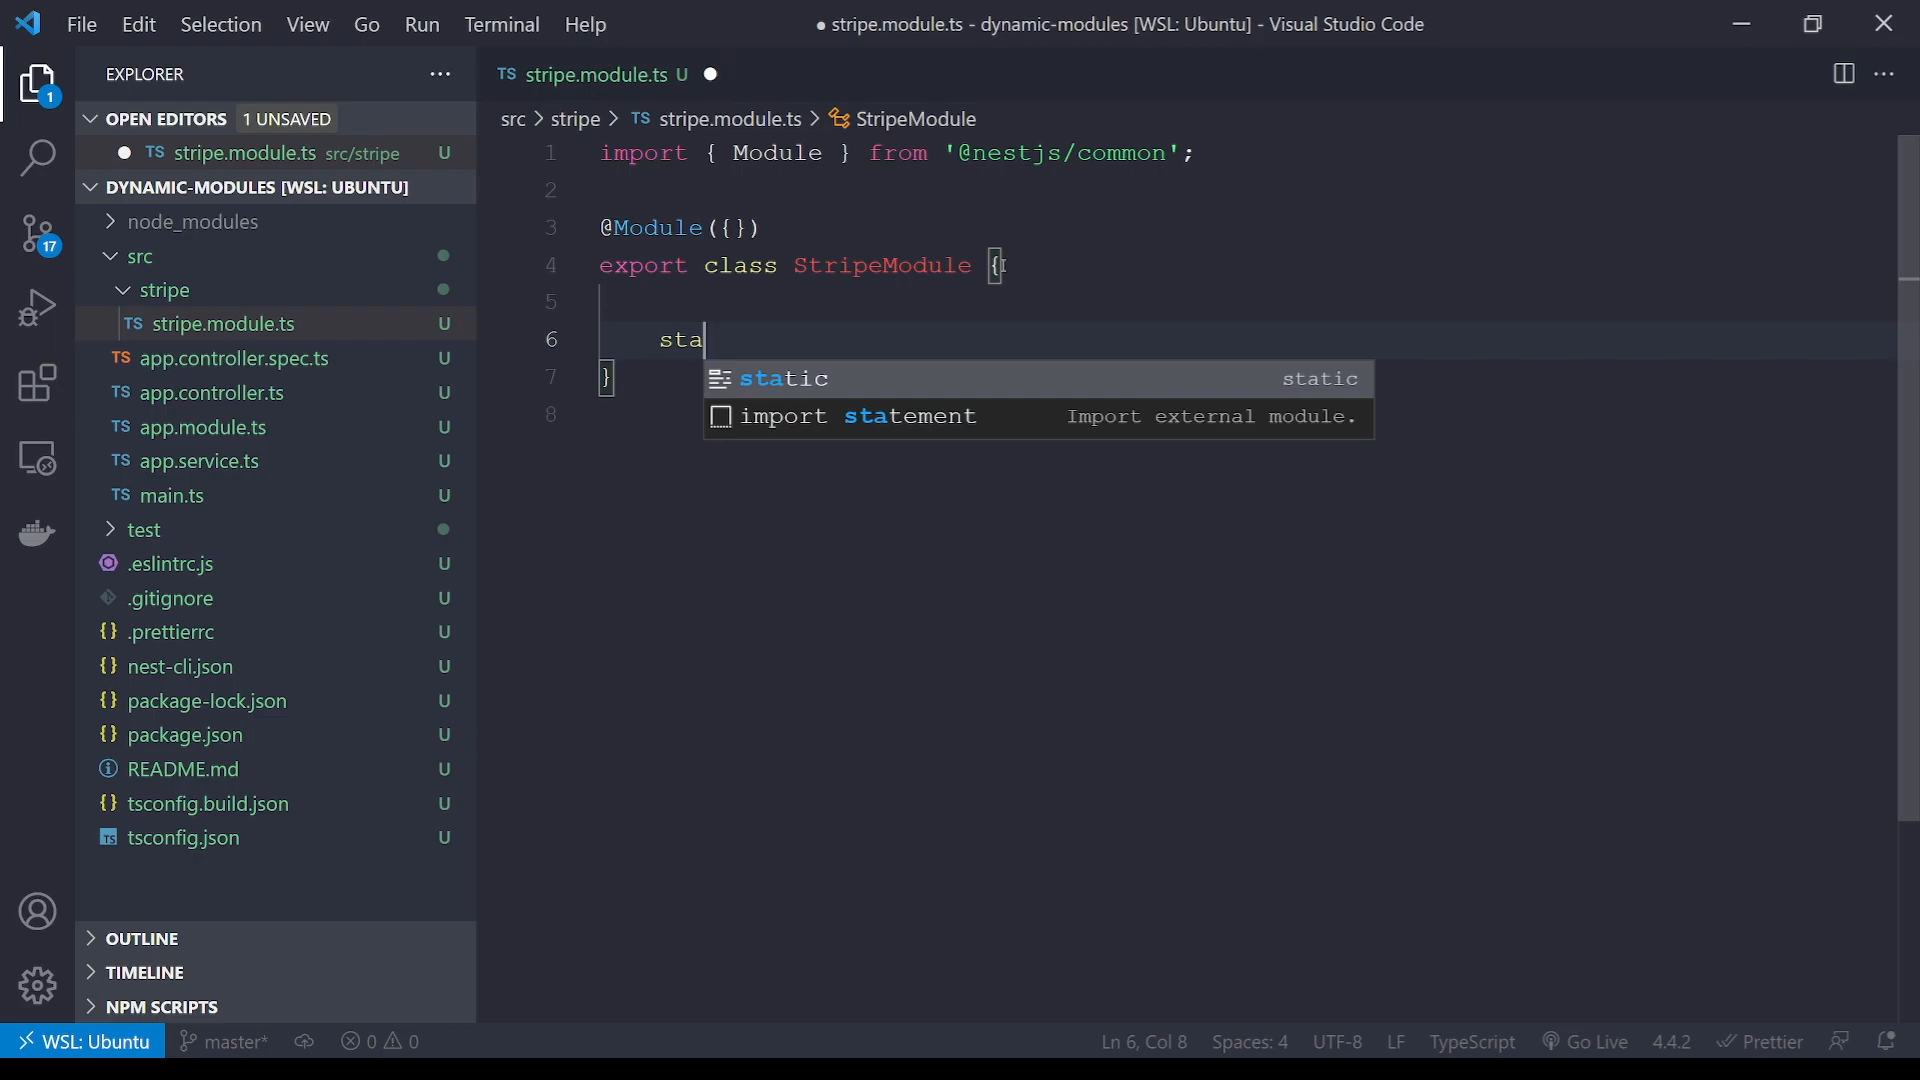 File Edit Selection View Go Run Terminal Help
● stripe.module.ts - dynamic-modules [WSL: Ubuntu] - Visual Studio Code
EXPLORER
1
OPEN EDITORS 1 UNSAVED
TS stripe.module.ts src/stripe U
DYNAMIC-MODULES [WSL: UBUNTU]
node_modules
17
src
stripe
TS stripe.module.ts U
TS app.controller.spec.ts U
TS app.controller.ts U
TS app.module.ts U
TS app.service.ts U
TS main.ts U
test
.eslintrc.js U
.gitignore U
{} .prettierrc U
{} nest-cli.json U
{} package-lock.json U
{} package.json U
README.md U
{} tsconfig.build.json U
TS tsconfig.json U
OUTLINE
TIMELINE
NPM SCRIPTS
TS stripe.module.ts U
src > stripe > TS stripe.module.ts > StripeModule
1 import { Module } from '@nestjs/common';
2
3 @Module({})
4 export class StripeModule {
5
6 sta
7 }
8
static static
import statement Import external module.
WSL: Ubuntu master* 0 0 Ln 6, Col 8 Spaces: 4 UTF-8 LF TypeScript Go Live 4.4.2 Prettier